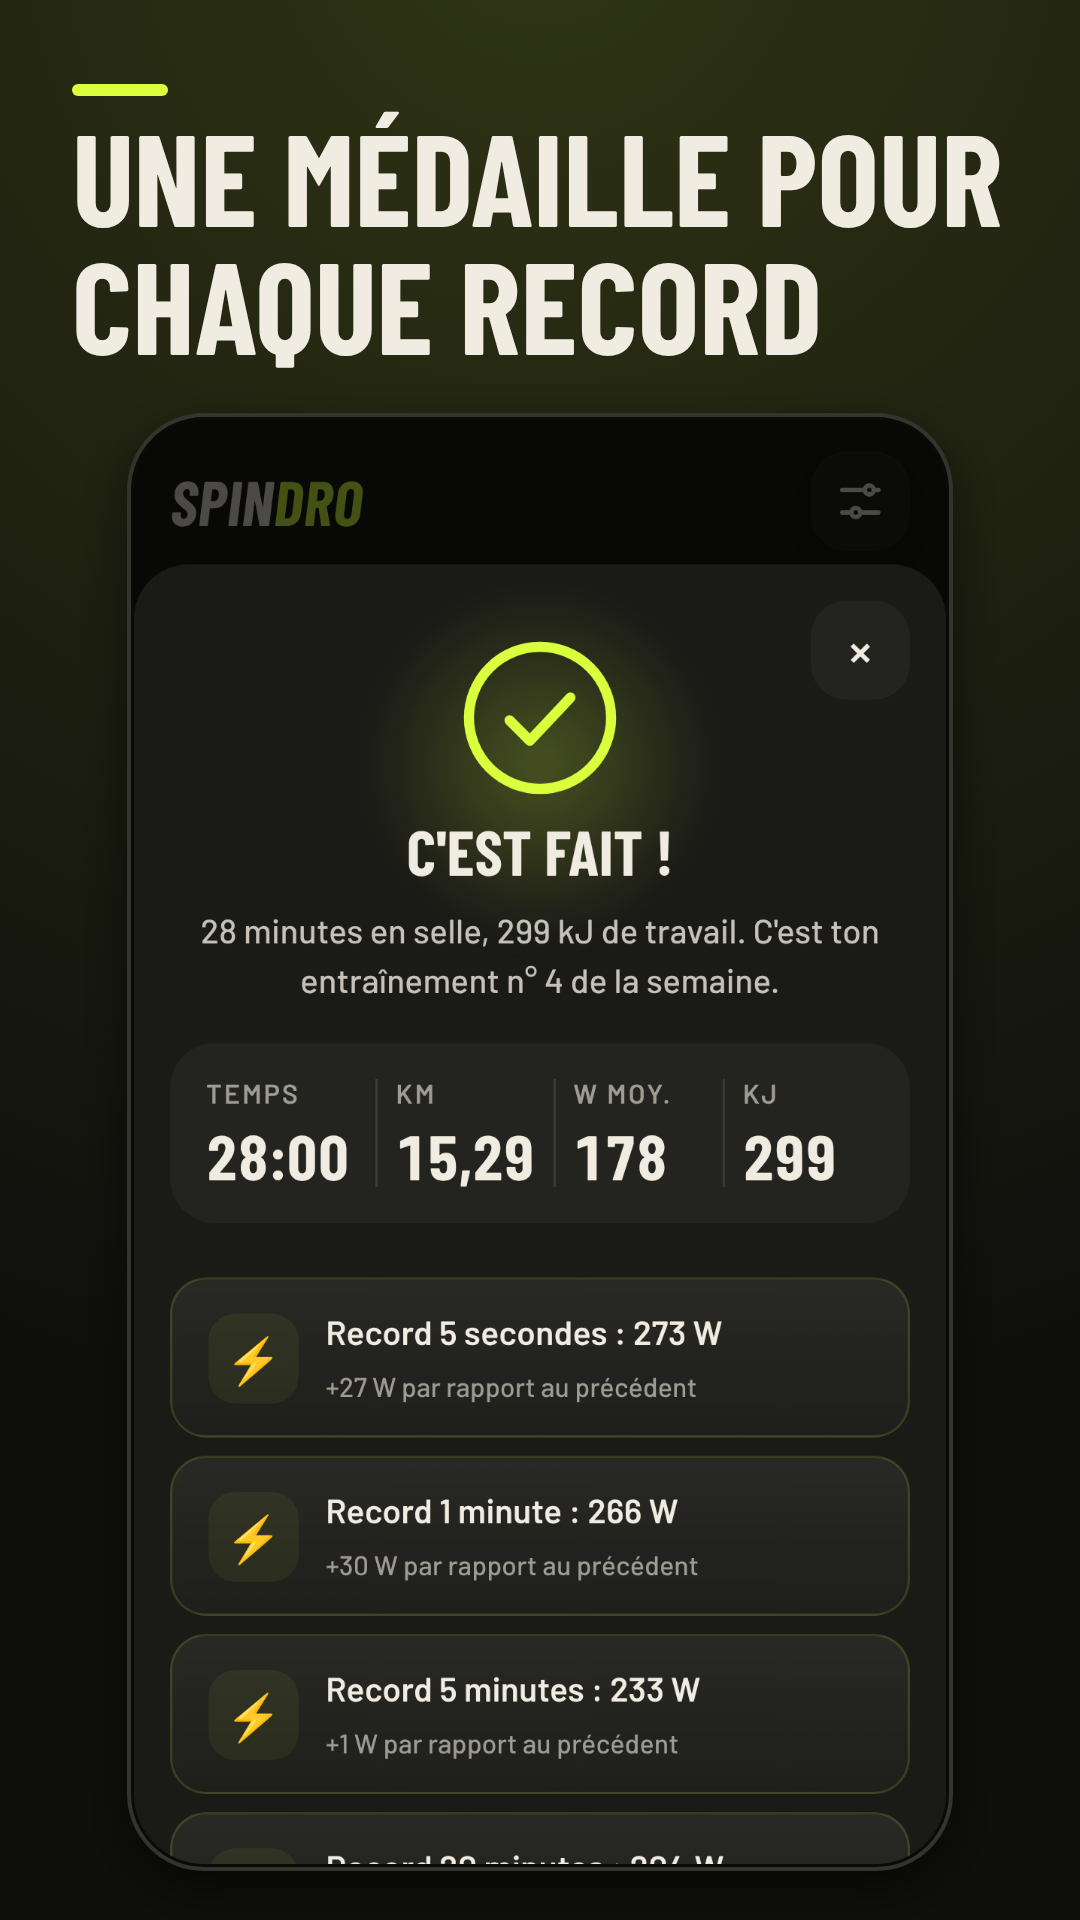 UNE MÉDAILLE POUR
CHAQUE RECORD
SPINDRO
C'EST FAIT !
28 minutes en selle, 299 kJ de travail. C'est ton
entraînement n° 4 de la semaine.
TEMPS KM W MOY. KJ
28:00 15,29 178 299
Record 5 secondes : 273 W
+27 W par rapport au précédent
Record 1 minute : 266 W
+30 W par rapport au précédent
Record 5 minutes : 233 W
+1 W par rapport au précédent
Record 20 minutes :